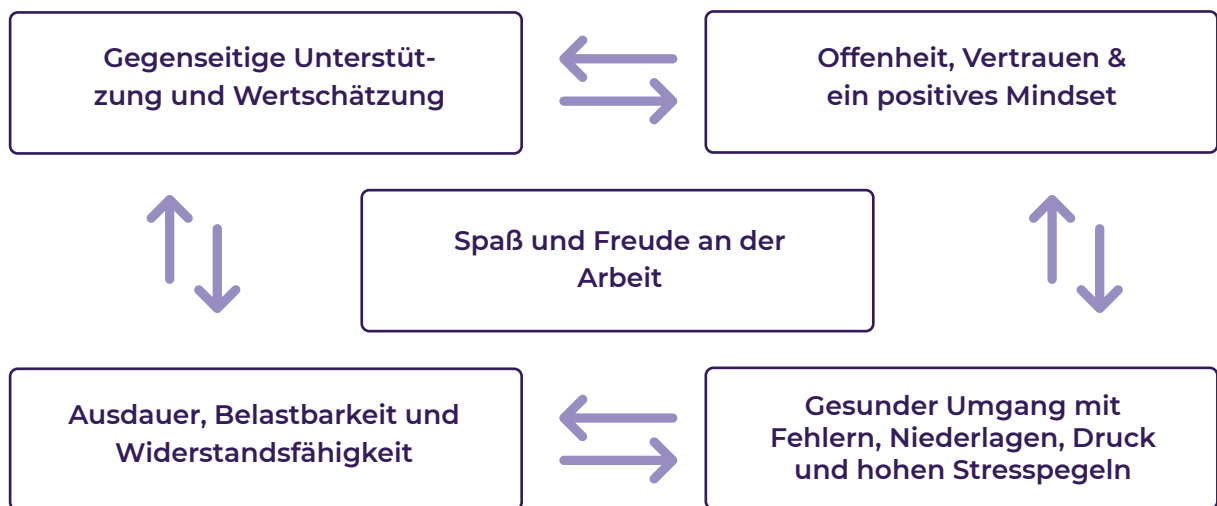 Gegenseitige Unterstüt-
zung und Wertschätzung
Offenheit, Vertrauen &
ein positives Mindset
Spaß und Freude an der
Arbeit
Ausdauer, Belastbarkeit und
Widerstandsfähigkeit
Gesunder Umgang mit
Fehlern, Niederlagen, Druck
und hohen Stresspegeln